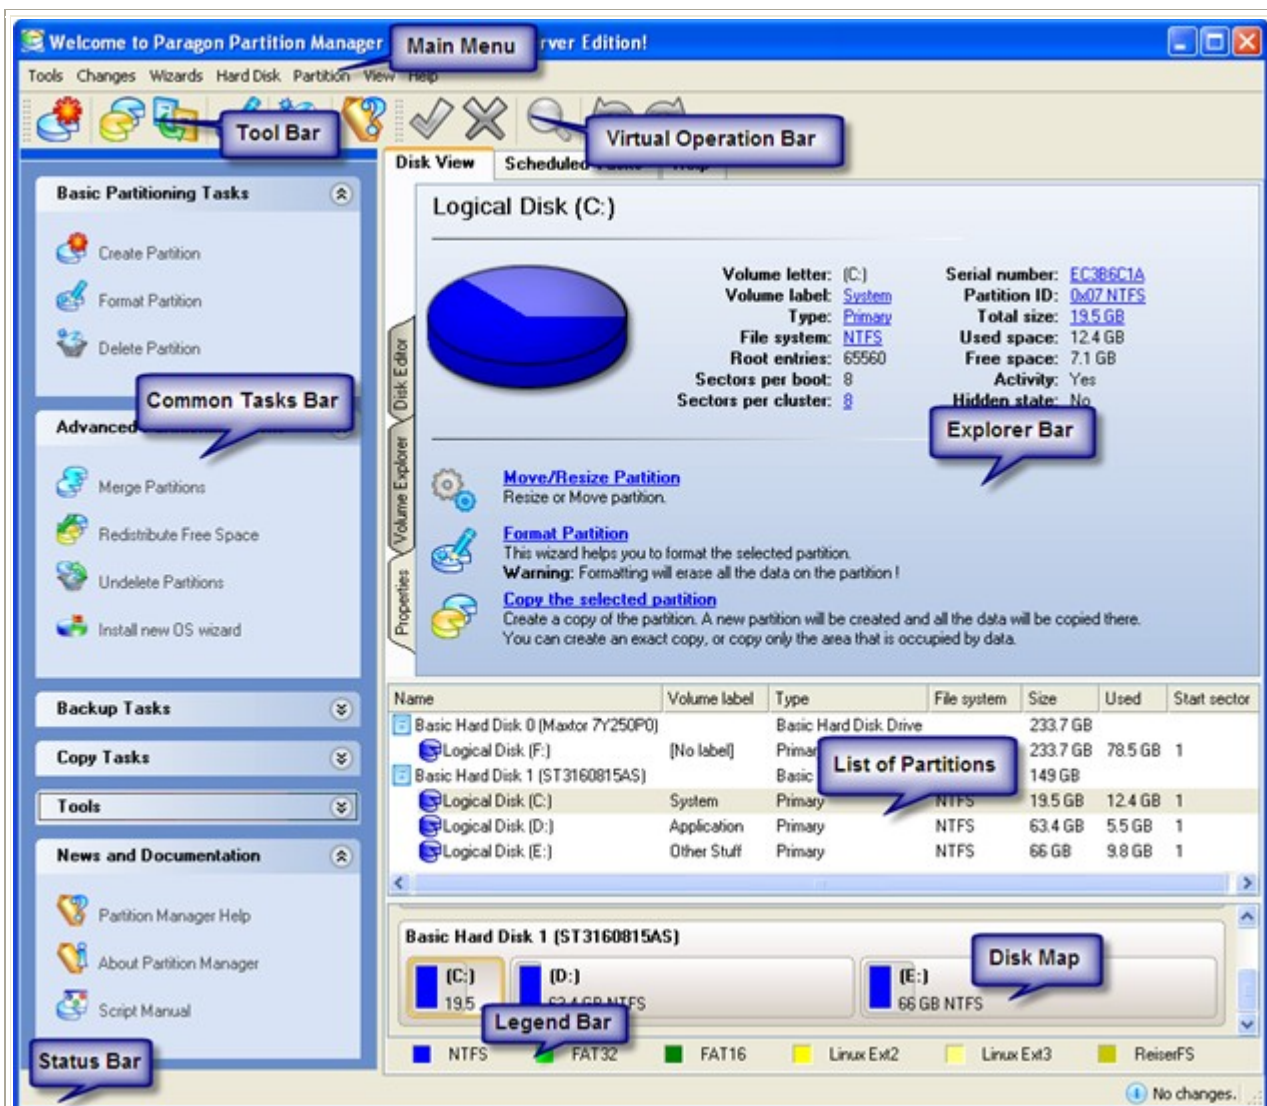 Welcome to Paragon Partition Manager rver Edition!
Main Menu
Tools Changes Wizards Hard Disk Partition View Help
Tool Bar
Virtual Operation Bar
Basic Partitioning Tasks
Create Partition
Format Partition
Delete Partition
Common Tasks Bar
Merge Partitions
Redistribute Free Space
Undelete Partitions
Install new OS wizard
Backup Tasks
Copy Tasks
Tools
News and Documentation
Partition Manager Help
About Partition Manager
Script Manual
Status Bar
Disk View Scheduled Help
Disk Editor
Volume Explorer
Properties
Logical Disk (C:)
Volume letter: (C:) Serial number: EC3B6C1A
Volume label: System Partition ID: 0x07 NTFS
Type: Primary Total size: 19.5 GB
File system: NTFS Used space: 12.4 GB
Root entries: 65560 Free space: 7.1 GB
Sectors per boot: 8 Activity: Yes
Sectors per cluster: 8 Hidden state: No
Explorer Bar
Move/Resize Partition
Resize or Move partition.
Format Partition
This wizard helps you to format the selected partition.
Warning: Formatting will erase all the data on the partition !
Copy the selected partition
Create a copy of the partition. A new partition will be created and all the data will be copied there.
You can create an exact copy, or copy only the area that is occupied by data.
Name Volume label Type File system Size Used Start sector
Basic Hard Disk 0 (Maxtor 7Y250P0) Basic Hard Disk Drive 233.7 GB
Logical Disk (F:) [No label] 233.7 GB 78.5 GB 1
List of Partitions
Basic Hard Disk 1 (ST3160815AS) Basic 149 GB
Logical Disk (C:) System Primary NTFS 19.5 GB 12.4 GB 1
Logical Disk (D:) Application Primary NTFS 63.4 GB 5.5 GB 1
Logical Disk (E:) Other Stuff Primary NTFS 66 GB 9.8 GB 1
Basic Hard Disk 1 (ST3160815AS)
Disk Map
(C:) (D:) (E:)
19.5 63.4 GB NTFS 66 GB NTFS
Legend Bar
NTFS FAT32 FAT16 Linux Ext2 Linux Ext3 ReiserFS
No changes.